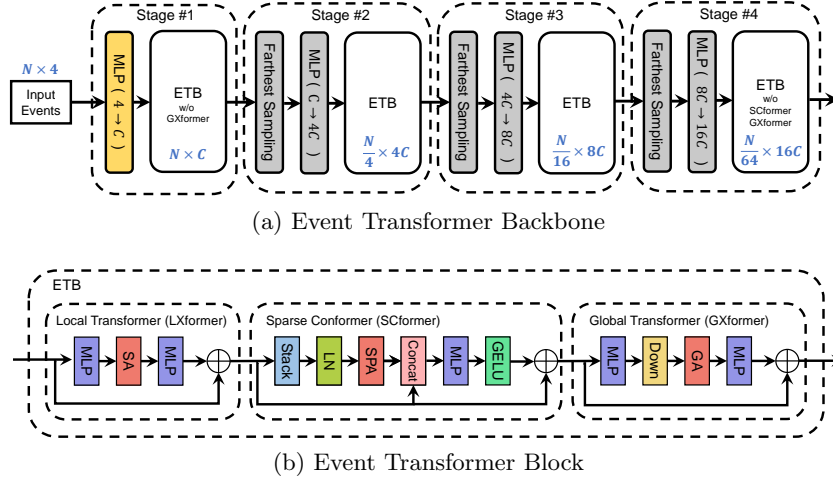 Stage #1
Stage #2
Stage #3
Stage #4
N × 4
Input
Events
MLP ( 4 → C )
ETB
w/o
GXformer
N × C
Farthest Sampling
MLP ( C → 4C )
ETB
N/4 × 4C
Farthest Sampling
MLP ( 4C → 8C )
ETB
N/16 × 8C
Farthest Sampling
MLP ( 8C → 16C )
ETB
w/o
SCformer
GXformer
N/64 × 16C
(a) Event Transformer Backbone
ETB
Local Transformer (LXformer)
MLP
SA
MLP
Sparse Conformer (SCformer)
Stack
LN
SPA
Concat
MLP
GELU
Global Transformer (GXformer)
MLP
Down
GA
MLP
(b) Event Transformer Block